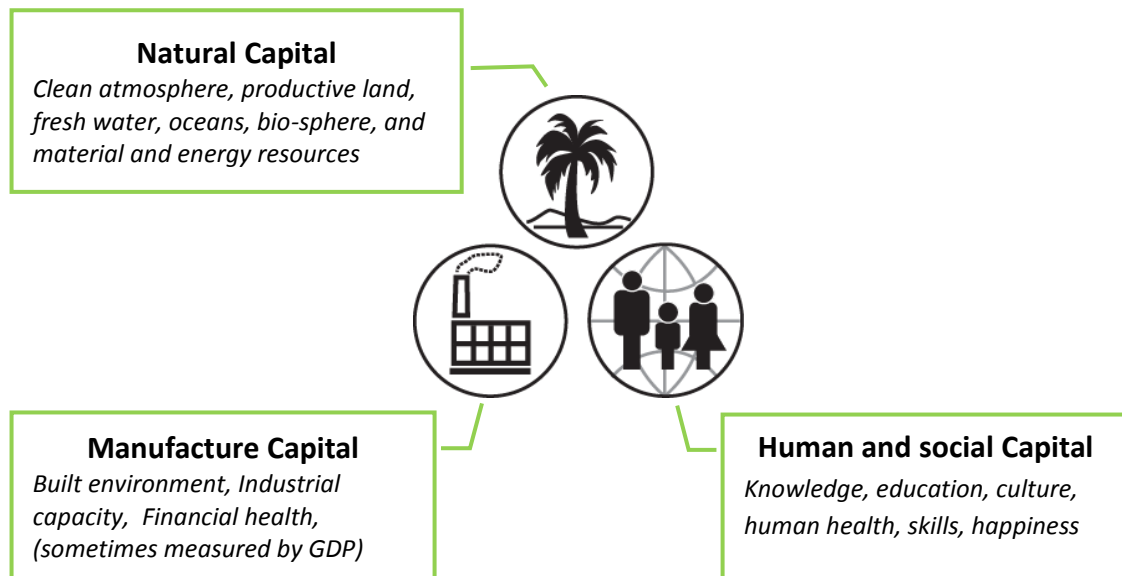 Natural Capital
Clean atmosphere, productive land,
fresh water, oceans, bio-sphere, and
material and energy resources
Manufacture Capital
Built environment, Industrial
capacity,  Financial health,
(sometimes measured by GDP)
Human and social Capital
Knowledge, education, culture,
human health, skills, happiness